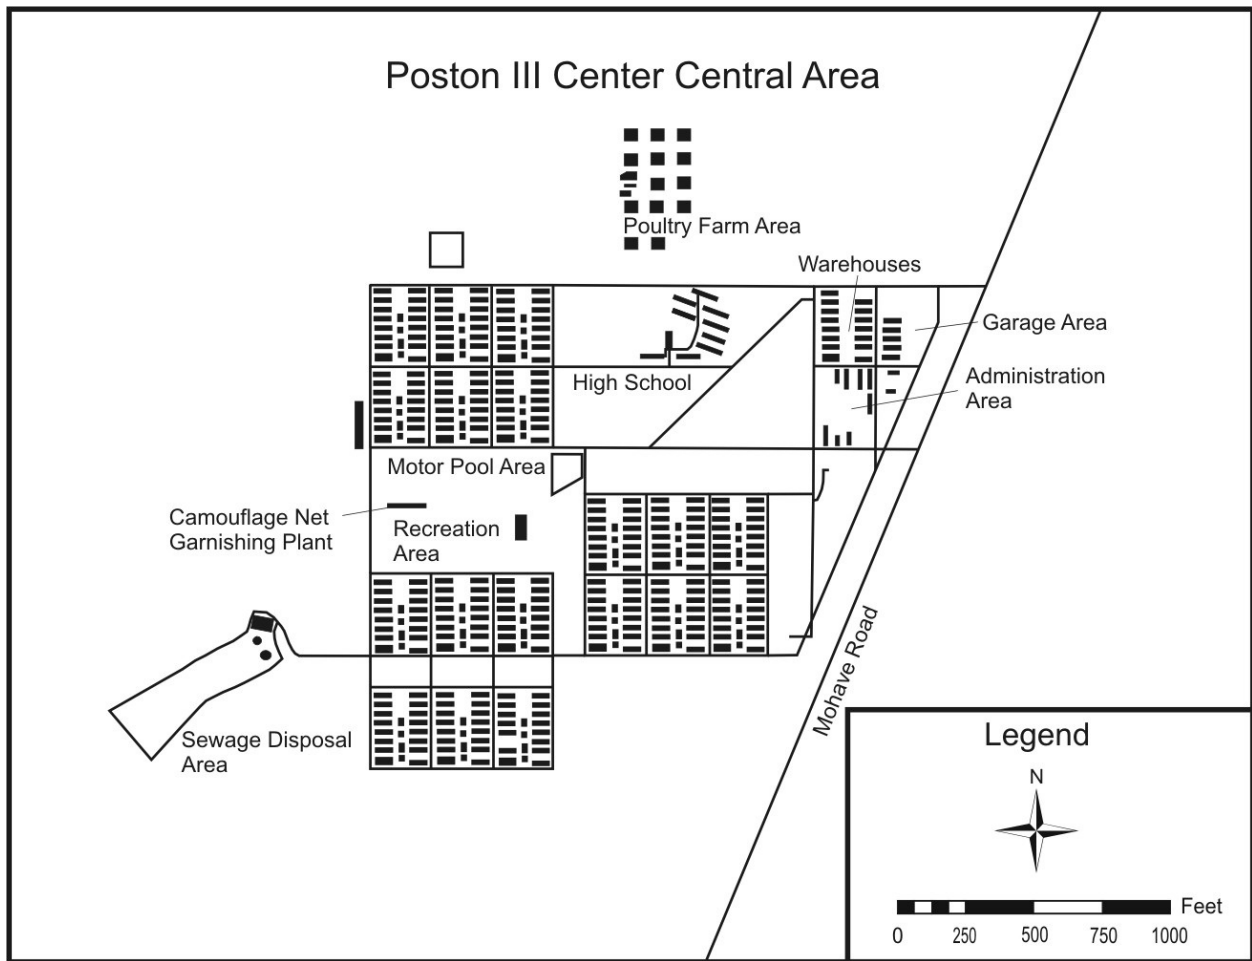 Poston III Center Central Area
Poultry Farm Area
Warehouses
Garage Area
High School
Administration
Area
Motor Pool Area
Camouflage Net
Garnishing Plant
Recreation
Area
Mohave Road
Sewage Disposal
Area
Legend
N
Feet
0 250 500 750 1000